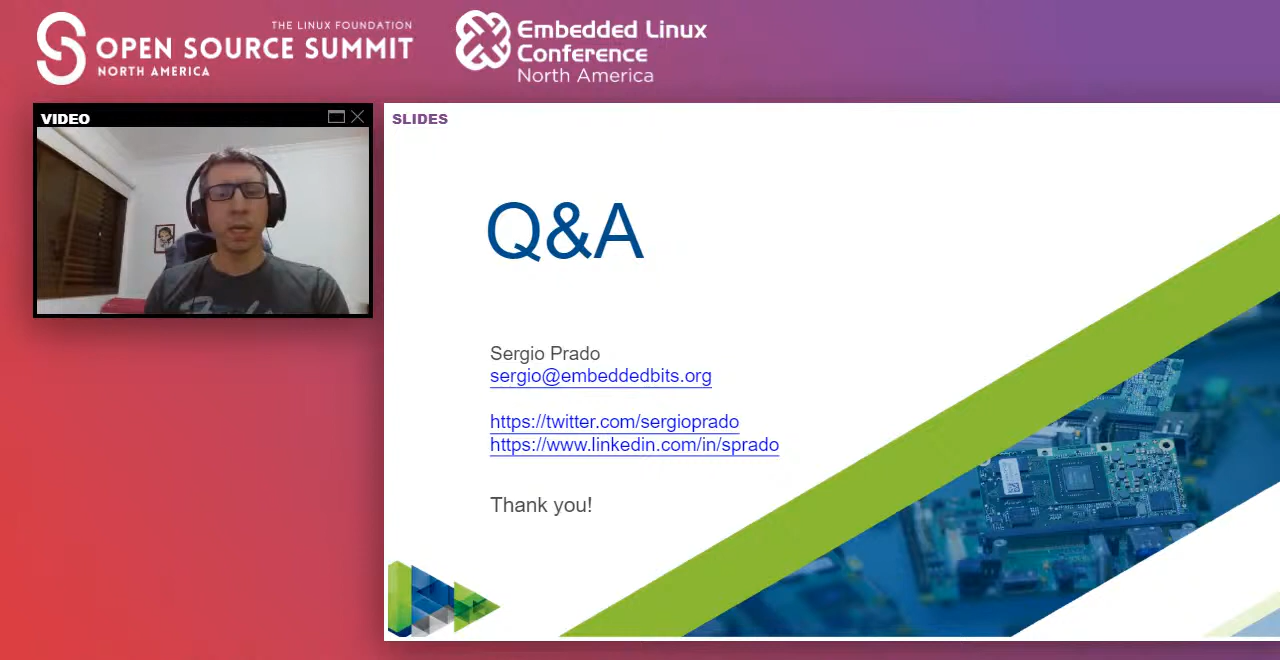 THE LINUX FOUNDATION
OPEN SOURCE SUMMIT
NORTH AMERICA
Embedded Linux
Conference
North America
VIDEO
SLIDES
Q&A
Sergio Prado
sergio@embeddedbits.org
https://twitter.com/sergioprado
https://www.linkedin.com/in/sprado
Thank you!